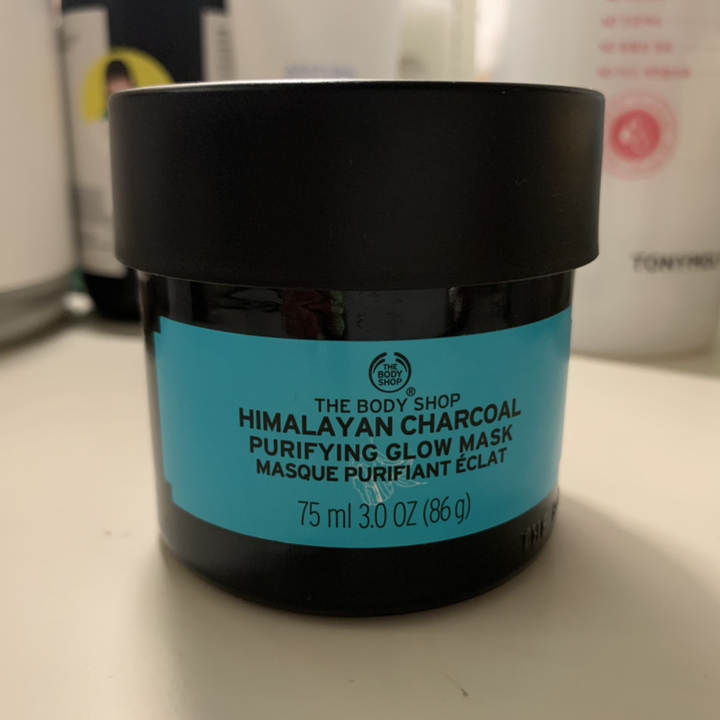 THE
BODY
SHOP
®
THE BODY SHOP
HIMALAYAN CHARCOAL
PURIFYING GLOW MASK
MASQUE PURIFIANT ÉCLAT
75 ml 3.0 OZ (86 g)